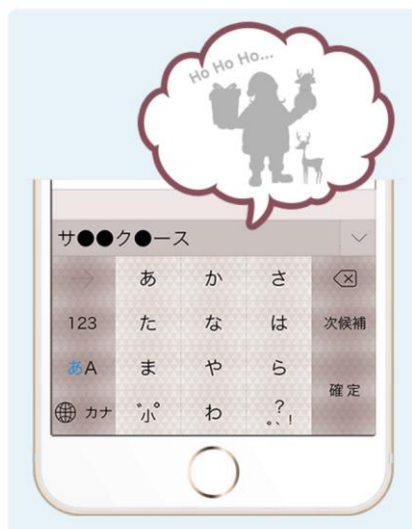 Ho Ho Ho...
サ●●ク●ース
あ か さ
123 た な は 次候補
あA ま や ら 確定
カナ ゛小゜ わ 。、?!